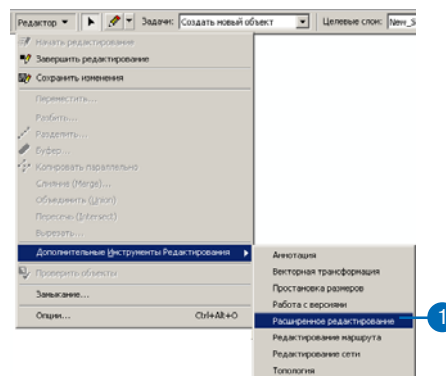 Редактор
Задачи: Создать новый объект Целевые слои: New_S
Начать редактирование
Завершить редактирование
Сохранить изменения
Переместить...
Разбить...
Разделить...
Буфер...
Копировать параллельно
Слияние (Merge)...
Объединить (Union)
Пересечь (Intersect)
Вырезать...
Дополнительные Инструменты Редактирования
Проверить объекты
Замыкание...
Опции... Ctrl+Alt+O
Аннотация
Векторная трансформация
Простановка размеров
Работа с версиями
Расширенное редактирование
1
Редактирование маршрута
Редактирование сети
Топология